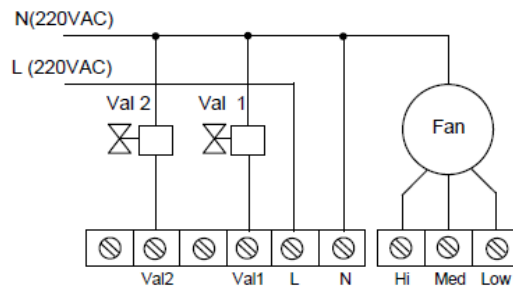 N(220VAC)
L (220VAC)
Val 2
Val 1
Fan
Val2
Val1
L
N
Hi
Med
Low